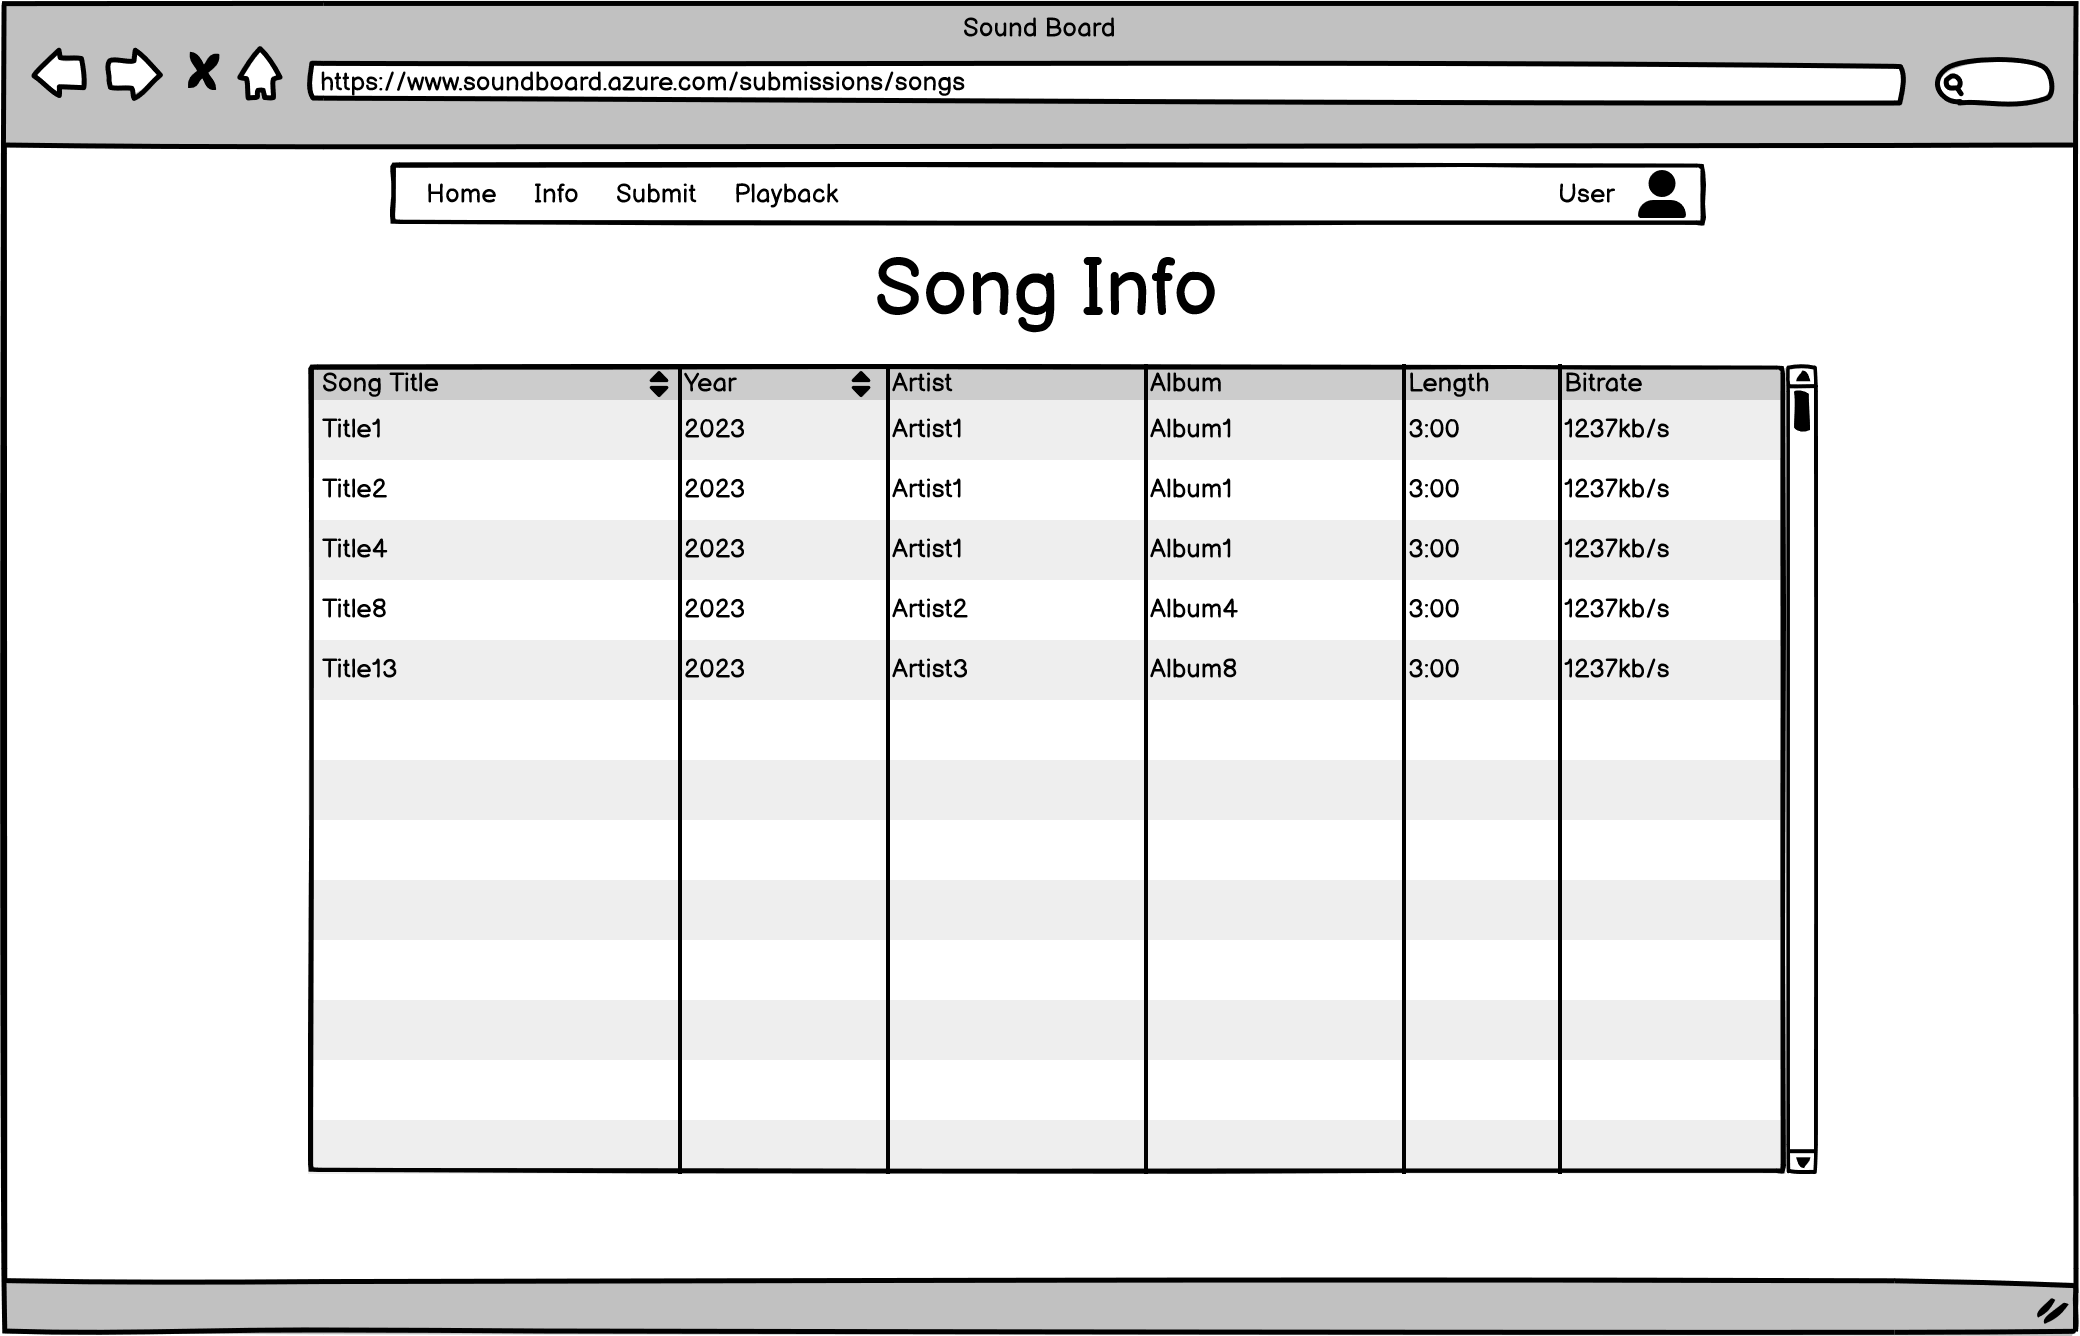 Sound Board
https://www.soundboard.azure.com/submissions/songs
Home Info Submit Playback User
Song Info
Song Title Year Artist Album Length Bitrate
Title1 2023 Artist1 Album1 3:00 1237kb/s
Title2 2023 Artist1 Album1 3:00 1237kb/s
Title4 2023 Artist1 Album1 3:00 1237kb/s
Title8 2023 Artist2 Album4 3:00 1237kb/s
Title13 2023 Artist3 Album8 3:00 1237kb/s